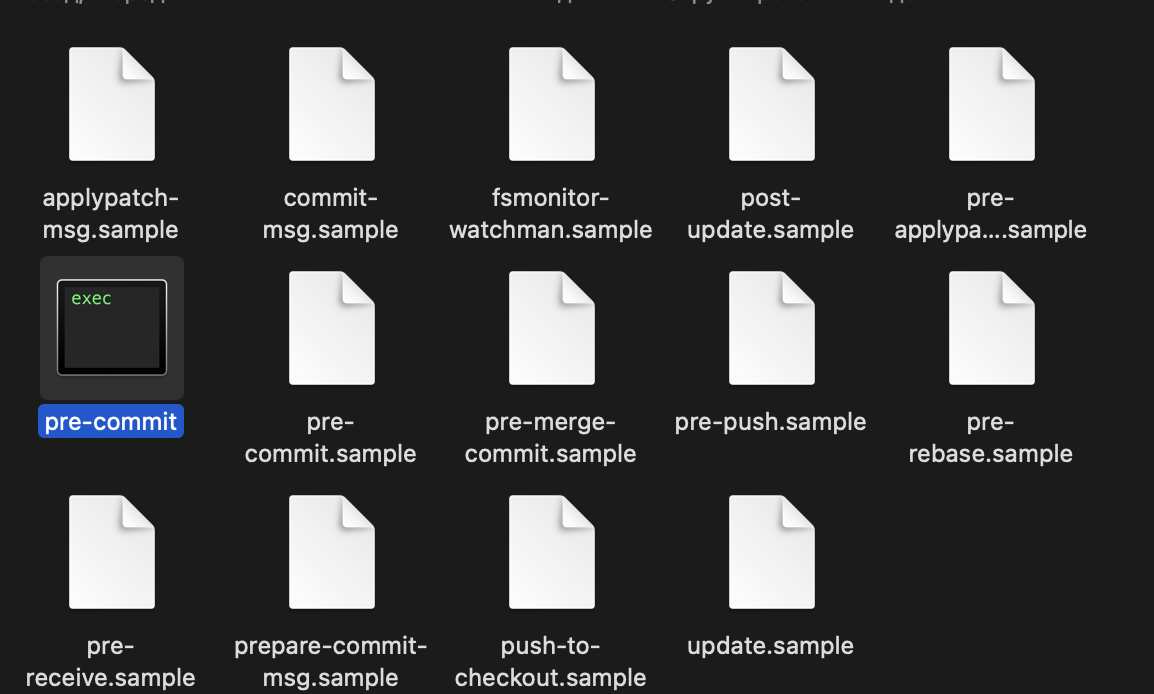 applypatch-
msg.sample
commit-
msg.sample
fsmonitor-
watchman.sample
post-
update.sample
pre-
applypa....sample
exec
pre-commit
pre-
commit.sample
pre-merge-
commit.sample
pre-push.sample
pre-
rebase.sample
pre-
receive.sample
prepare-commit-
msg.sample
push-to-
checkout.sample
update.sample